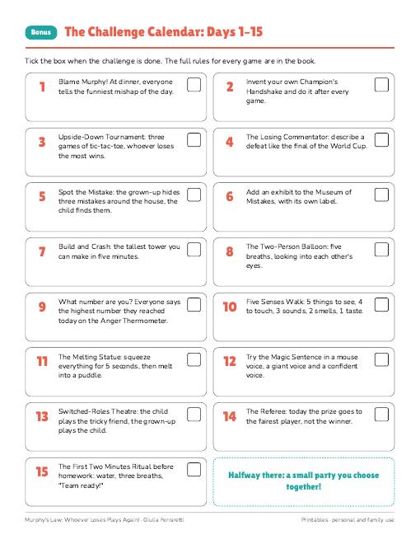 Bonus
The Challenge Calendar: Days 1-15
Tick the box when the challenge is done. The full rules for every game are in the book.
1
Blame Murphy! At dinner, everyone
tells the funniest mishap of the day.
2
Invent your own Champion's
Handshake and do it after every
game.
3
Upside-Down Tournament: three
games of tic-tac-toe, whoever loses
the most wins.
4
The Losing Commentator: describe a
defeat like the final of the World Cup.
5
Spot the Mistake: the grown-up hides
three mistakes around the house, the
child finds them.
6
Add an exhibit to the Museum of
Mistakes, with its own label.
7
Build and Crash: the tallest tower you
can make in five minutes.
8
The Two-Person Balloon: five
breaths, looking into each other's
eyes.
9
What number are you? Everyone says
the highest number they reached
today on the Anger Thermometer.
10
Five Senses Walk: 5 things to see, 4
to touch, 3 sounds, 2 smells, 1 taste.
11
The Melting Statue: squeeze
everything for 5 seconds, then melt
into a puddle.
12
Try the Magic Sentence in a mouse
voice, a giant voice and a confident
voice.
13
Switched-Roles Theatre: the child
plays the tricky friend, the grown-up
plays the child.
14
The Referee: today the prize goes to
the fairest player, not the winner.
15
The First Two Minutes Ritual before
homework: water, three breaths,
"Team ready!"
Halfway there: a small party you choose
together!
Murphy's Law: Whoever Loses Plays Again! · Giulia Ferraretti
Printables · personal and family use